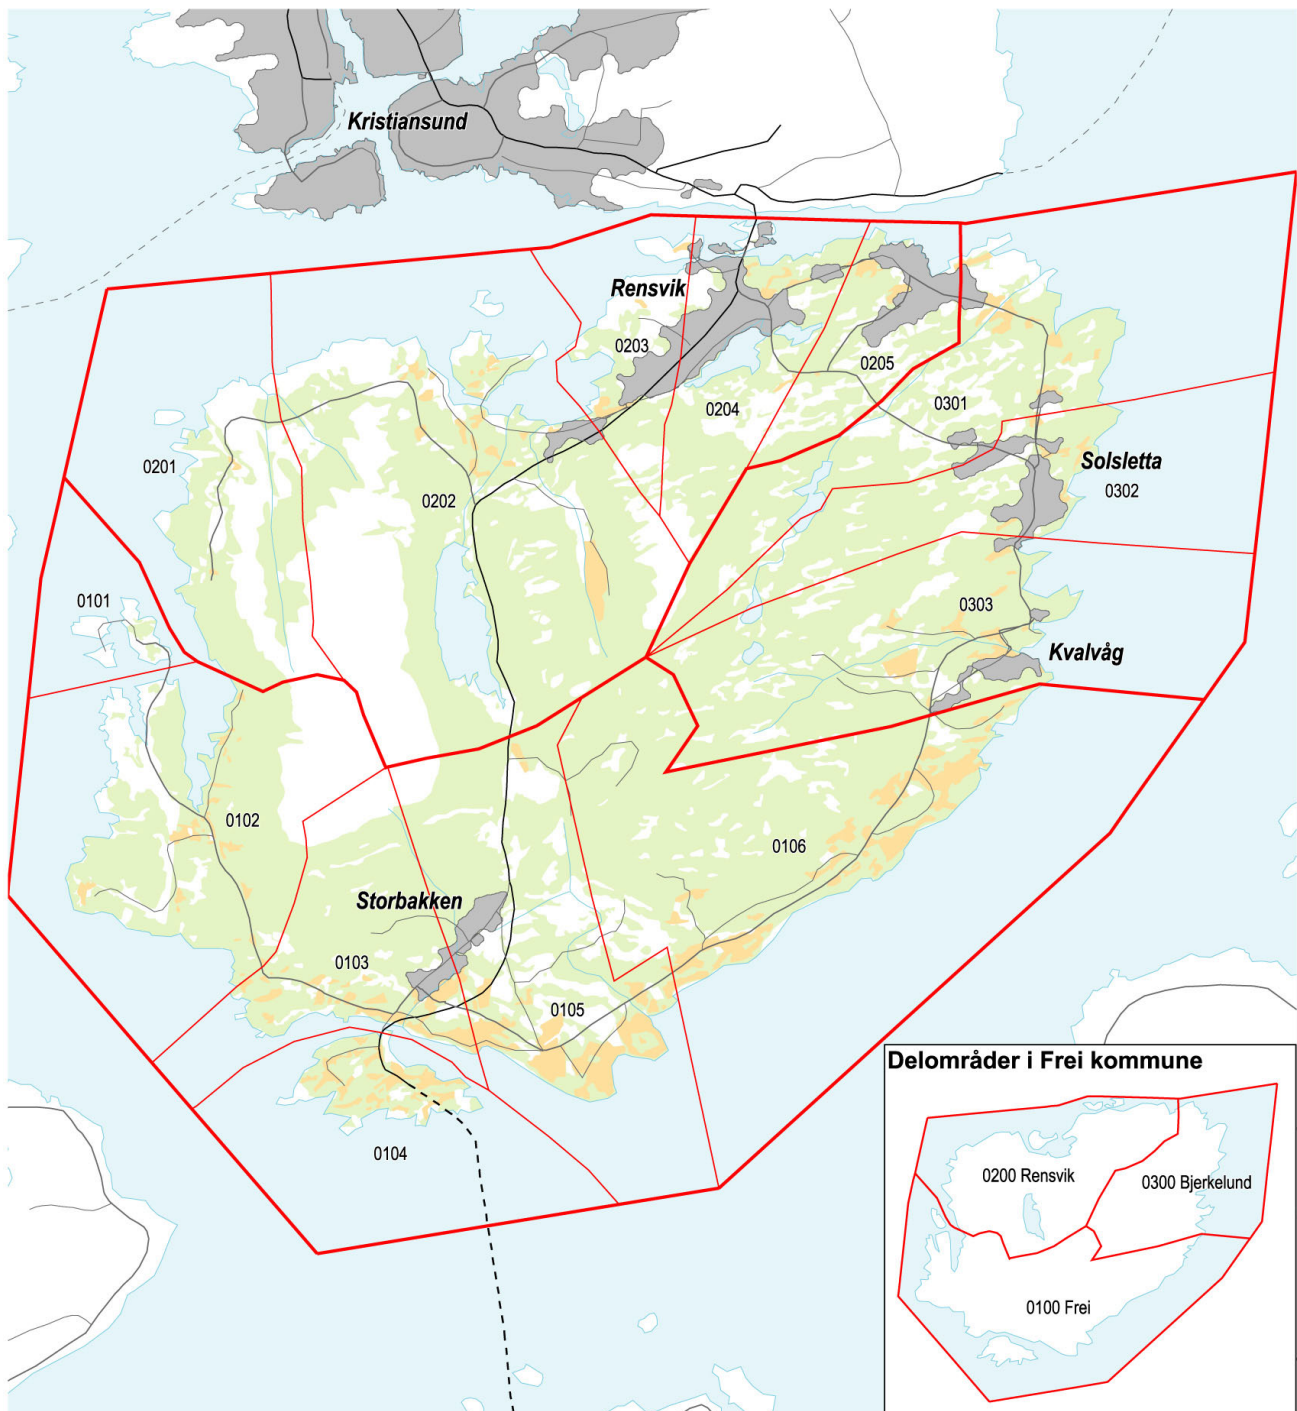 Kristiansund
Rensvik
0203
0205
0204
0301
0201
0202
Solsletta
0302
0101
0303
Kvalvåg
0102
0106
Storbakken
0103
0105
0104
Delområder i Frei kommune
0200 Rensvik
0300 Bjerkelund
0100 Frei